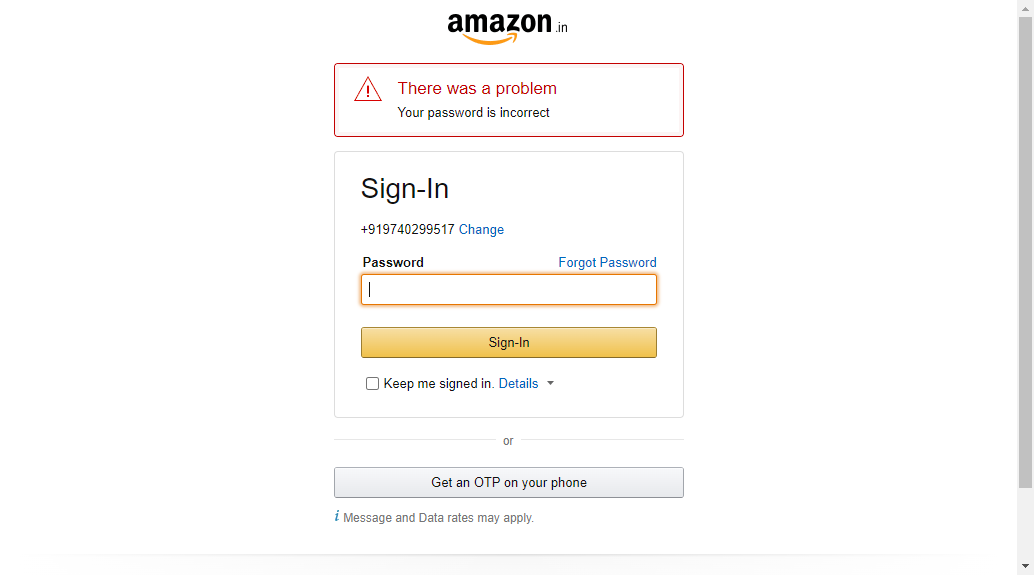 amazon.in
There was a problem
Your password is incorrect
Sign-In
+919740299517 Change
Password Forgot Password
Sign-In
Keep me signed in. Details
or
Get an OTP on your phone
i Message and Data rates may apply.